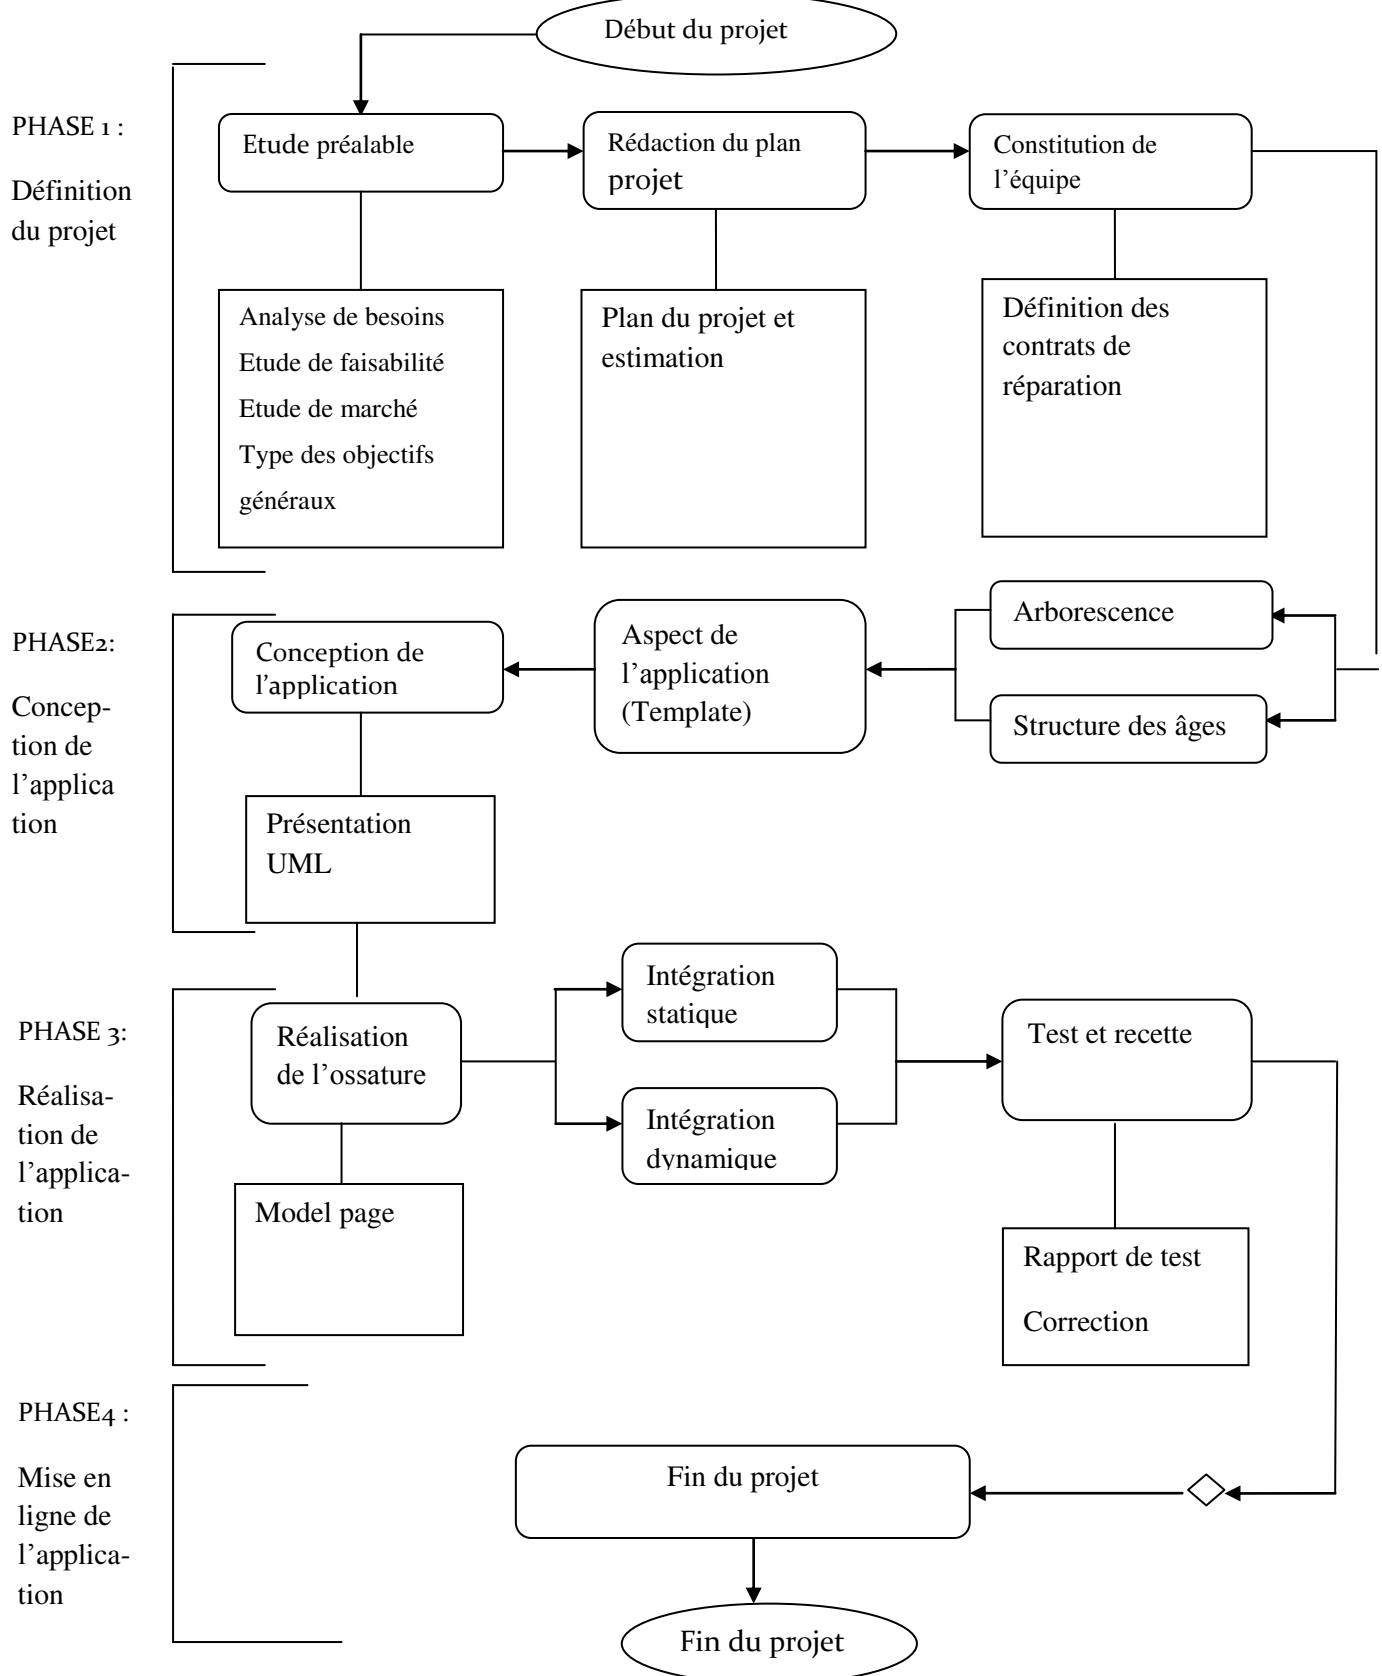 Début du projet
PHASE 1 :
Définition
du projet
Etude préalable
Rédaction du plan
projet
Constitution de
l’équipe
Analyse de besoins
Etude de faisabilité
Etude de marché
Type des objectifs
généraux
Plan du projet et
estimation
Définition des
contrats de
réparation
PHASE2:
Concep-
tion de
l’applica
tion
Conception de
l’application
Aspect de
l’application
(Template)
Arborescence
Structure des âges
Présentation
UML
PHASE 3:
Réalisa-
tion de
l’applica-
tion
Réalisation
de l’ossature
Intégration
statique
Intégration
dynamique
Test et recette
Model page
Rapport de test
Correction
PHASE4 :
Mise en
ligne de
l’applica-
tion
Fin du projet
Fin du projet